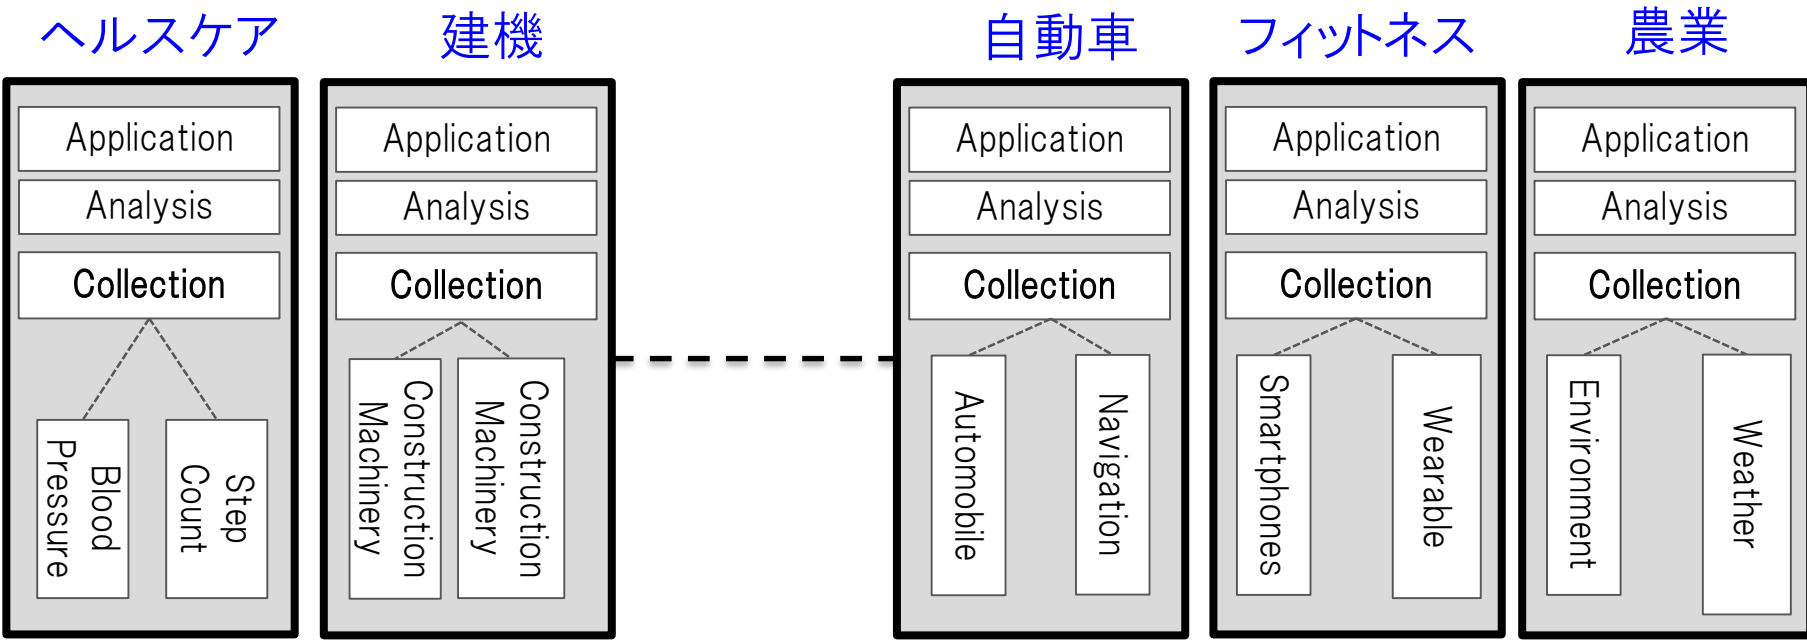 ヘルスケア
建機
自動車
フィットネス
農業
Application
Analysis
Collection
Blood
Pressure
Step
Count
Application
Analysis
Collection
Construction
Machinery
Construction
Machinery
Application
Analysis
Collection
Automobile
Navigation
Application
Analysis
Collection
Smartphones
Wearable
Application
Analysis
Collection
Environment
Weather